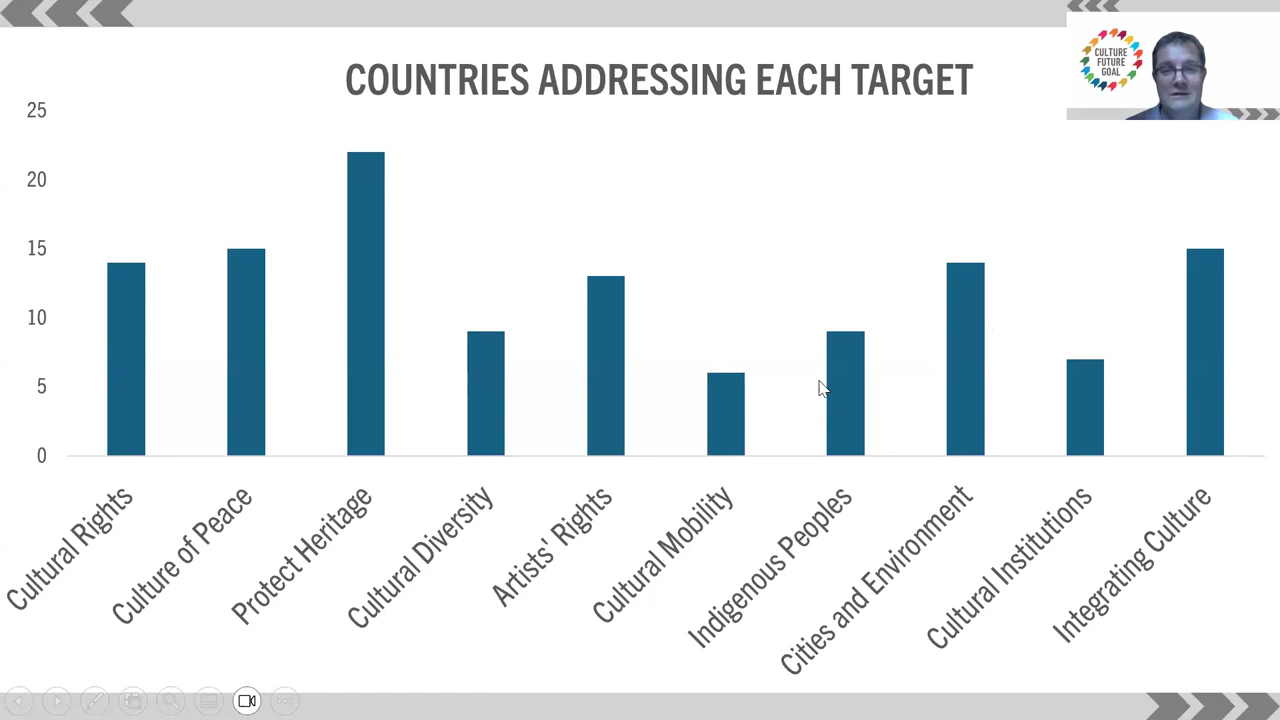 COUNTRIES ADDRESSING EACH TARGET
CULTURE
FUTURE
GOAL
25
20
15
10
5
0
Cultural Rights
Culture of Peace
Protect Heritage
Cultural Diversity
Artists' Rights
Cultural Mobility
Indigenous Peoples
Cities and Environment
Cultural Institutions
Integrating Culture